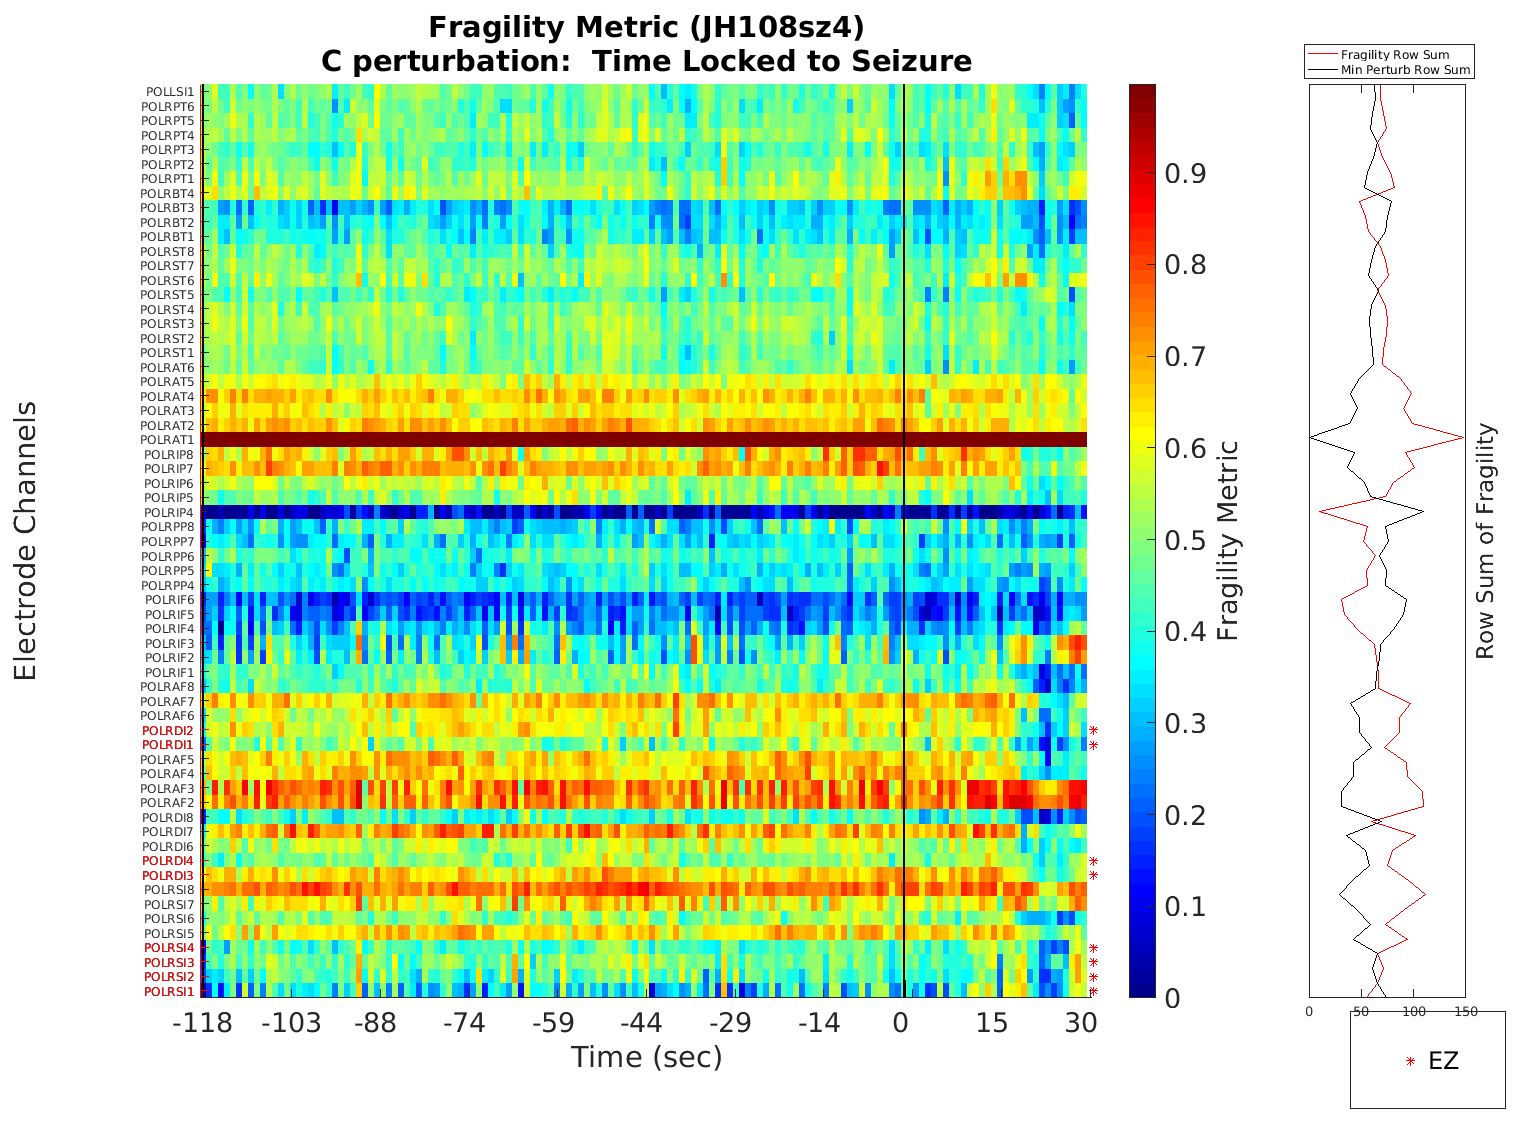 Fragility Metric (JH108sz4)
C perturbation:  Time Locked to Seizure
Fragility Row Sum
Min Perturb Row Sum
Electrode Channels
POLLSI1
POLRPT6
POLRPT5
POLRPT4
POLRPT3
POLRPT2
POLRPT1
POLRBT4
POLRBT3
POLRBT2
POLRBT1
POLRST8
POLRST7
POLRST6
POLRST5
POLRST4
POLRST3
POLRST2
POLRST1
POLRAT6
POLRAT5
POLRAT4
POLRAT3
POLRAT2
POLRAT1
POLRIP8
POLRIP7
POLRIP6
POLRIP5
POLRIP4
POLRPP8
POLRPP7
POLRPP6
POLRPP5
POLRPP4
POLRIF6
POLRIF5
POLRIF4
POLRIF3
POLRIF2
POLRIF1
POLRAF8
POLRAF7
POLRAF6
POLRDI2
POLRDI1
POLRAF5
POLRAF4
POLRAF3
POLRAF2
POLRDI8
POLRDI7
POLRDI6
POLRDI4
POLRDI3
POLRSI8
POLRSI7
POLRSI6
POLRSI5
POLRSI4
POLRSI3
POLRSI2
POLRSI1
-118 -103 -88 -74 -59 -44 -29 -14 0 15 30
Time (sec)
0.9
0.8
0.7
0.6
0.5
0.4
0.3
0.2
0.1
0
Fragility Metric
Row Sum of Fragility
0 50 100 150
EZ